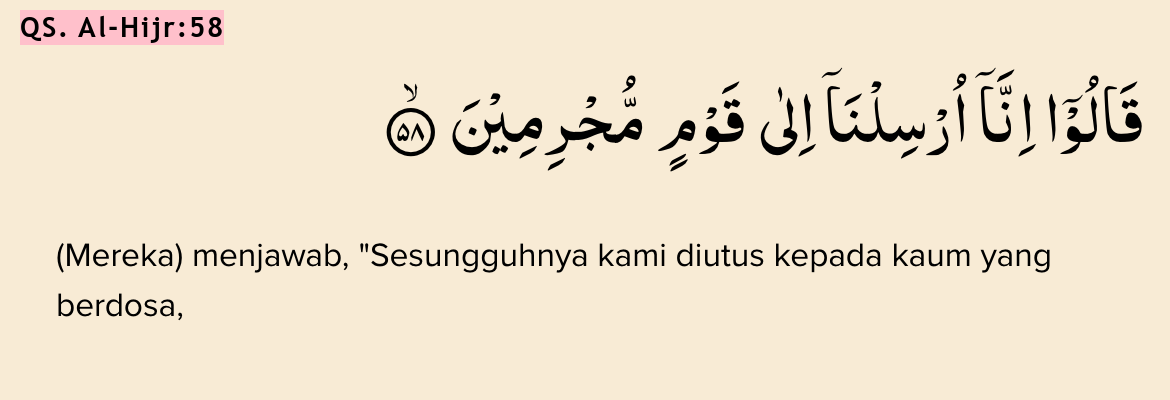 QS. Al-Hijr:58
قَالُوْٓا اِنَّآ اُرْسِلْنَآ اِلٰى قَوْمٍ مُّجْرِمِيْنَۙ ۝٥٨
(Mereka) menjawab, "Sesungguhnya kami diutus kepada kaum yang
berdosa,